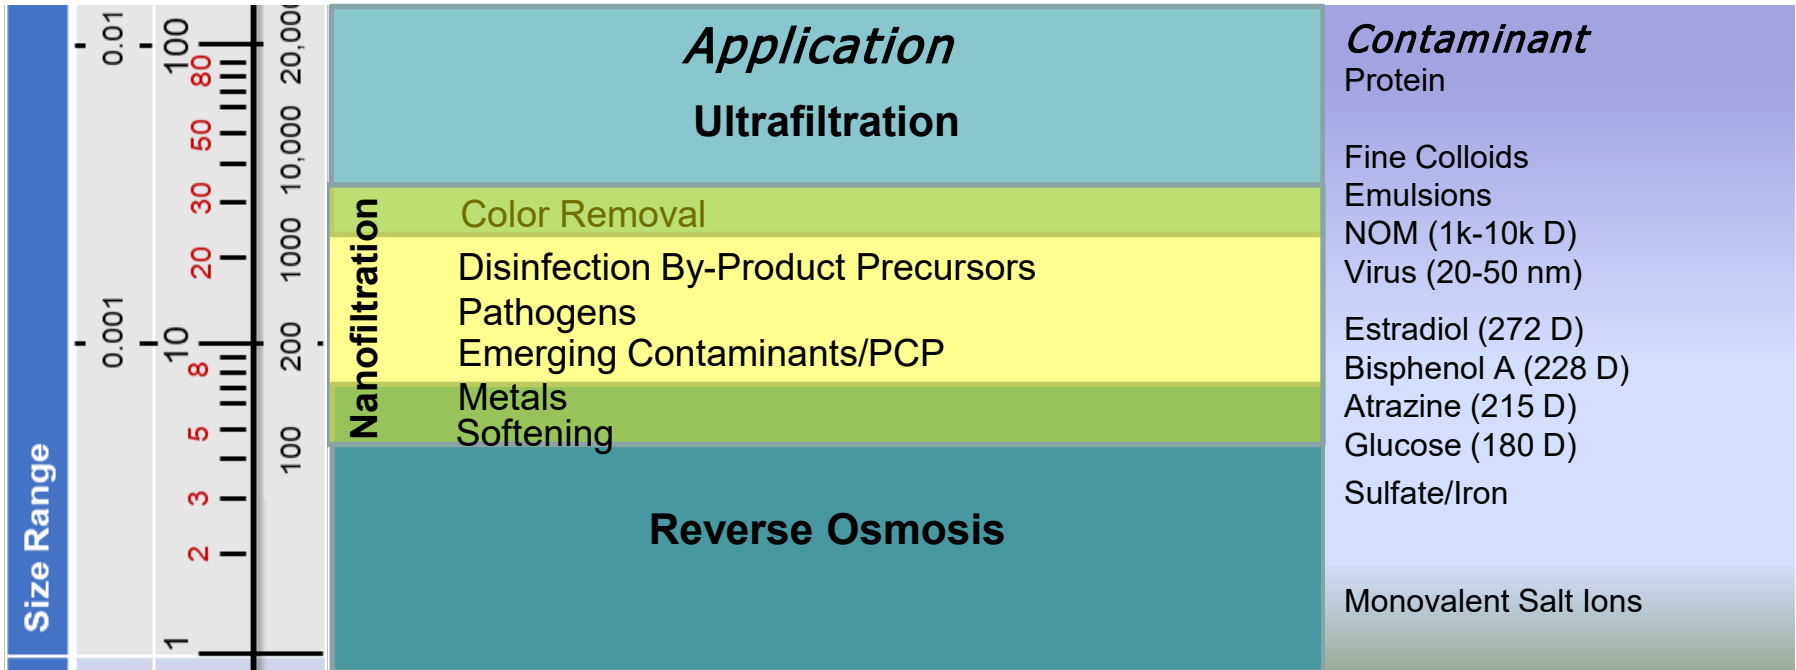 Size Range
0.01
0.001
100
80
50
30
20
10
8
5
3
2
1
10,000
1000
200
100
Application
Ultrafiltration
Nanofiltration
Color Removal
Disinfection By-Product Precursors
Pathogens
Emerging Contaminants/PCP
Metals
Softening
Reverse Osmosis
Contaminant
Protein
Fine Colloids
Emulsions
NOM (1k-10k D)
Virus (20-50 nm)
Estradiol (272 D)
Bisphenol A (228 D)
Atrazine (215 D)
Glucose (180 D)
Sulfate/Iron
Monovalent Salt Ions